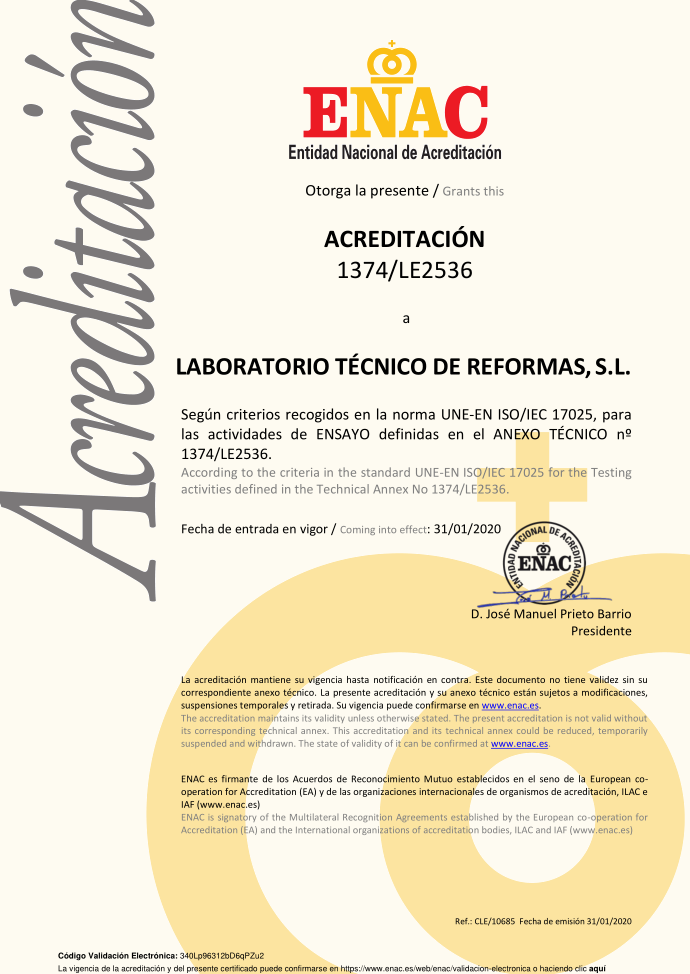 Acreditación
ENAC
Entidad Nacional de Acreditación
Otorga la presente / Grants this
ACREDITACIÓN
1374/LE2536
a
LABORATORIO TÉCNICO DE REFORMAS, S.L.
Según criterios recogidos en la norma UNE-EN ISO/IEC 17025, para
las actividades de ENSAYO definidas en el ANEXO TÉCNICO nº
1374/LE2536.
According to the criteria in the standard UNE-EN ISO/IEC 17025 for the Testing
activities defined in the Technical Annex No 1374/LE2536.
Fecha de entrada en vigor / Coming into effect: 31/01/2020
ENTIDAD NACIONAL DE ACREDITACIÓN
ENAC
José M Prieto
D. José Manuel Prieto Barrio
Presidente
La acreditación mantiene su vigencia hasta notificación en contra. Este documento no tiene validez sin su
correspondiente anexo técnico. La presente acreditación y su anexo técnico están sujetos a modificaciones,
suspensiones temporales y retirada. Su vigencia puede confirmarse en www.enac.es.
The accreditation maintains its validity unless otherwise stated. The present accreditation is not valid without
its corresponding technical annex. This accreditation and its technical annex could be reduced, temporarily
suspended and withdrawn. The state of validity of it can be confirmed at www.enac.es.
ENAC es firmante de los Acuerdos de Reconocimiento Mutuo establecidos en el seno de la European co-
operation for Accreditation (EA) y de las organizaciones internacionales de organismos de acreditación, ILAC e
IAF (www.enac.es)
ENAC is signatory of the Multilateral Recognition Agreements established by the European co-operation for
Accreditation (EA) and the International organizations of accreditation bodies, ILAC and IAF (www.enac.es)
Ref.: CLE/10685 Fecha de emisión 31/01/2020
Código Validación Electrónica: 340Lp96312bD6qPZu2
La vigencia de la acreditación y del presente certificado puede confirmarse en https://www.enac.es/web/enac/validacion-electronica o haciendo clic aquí